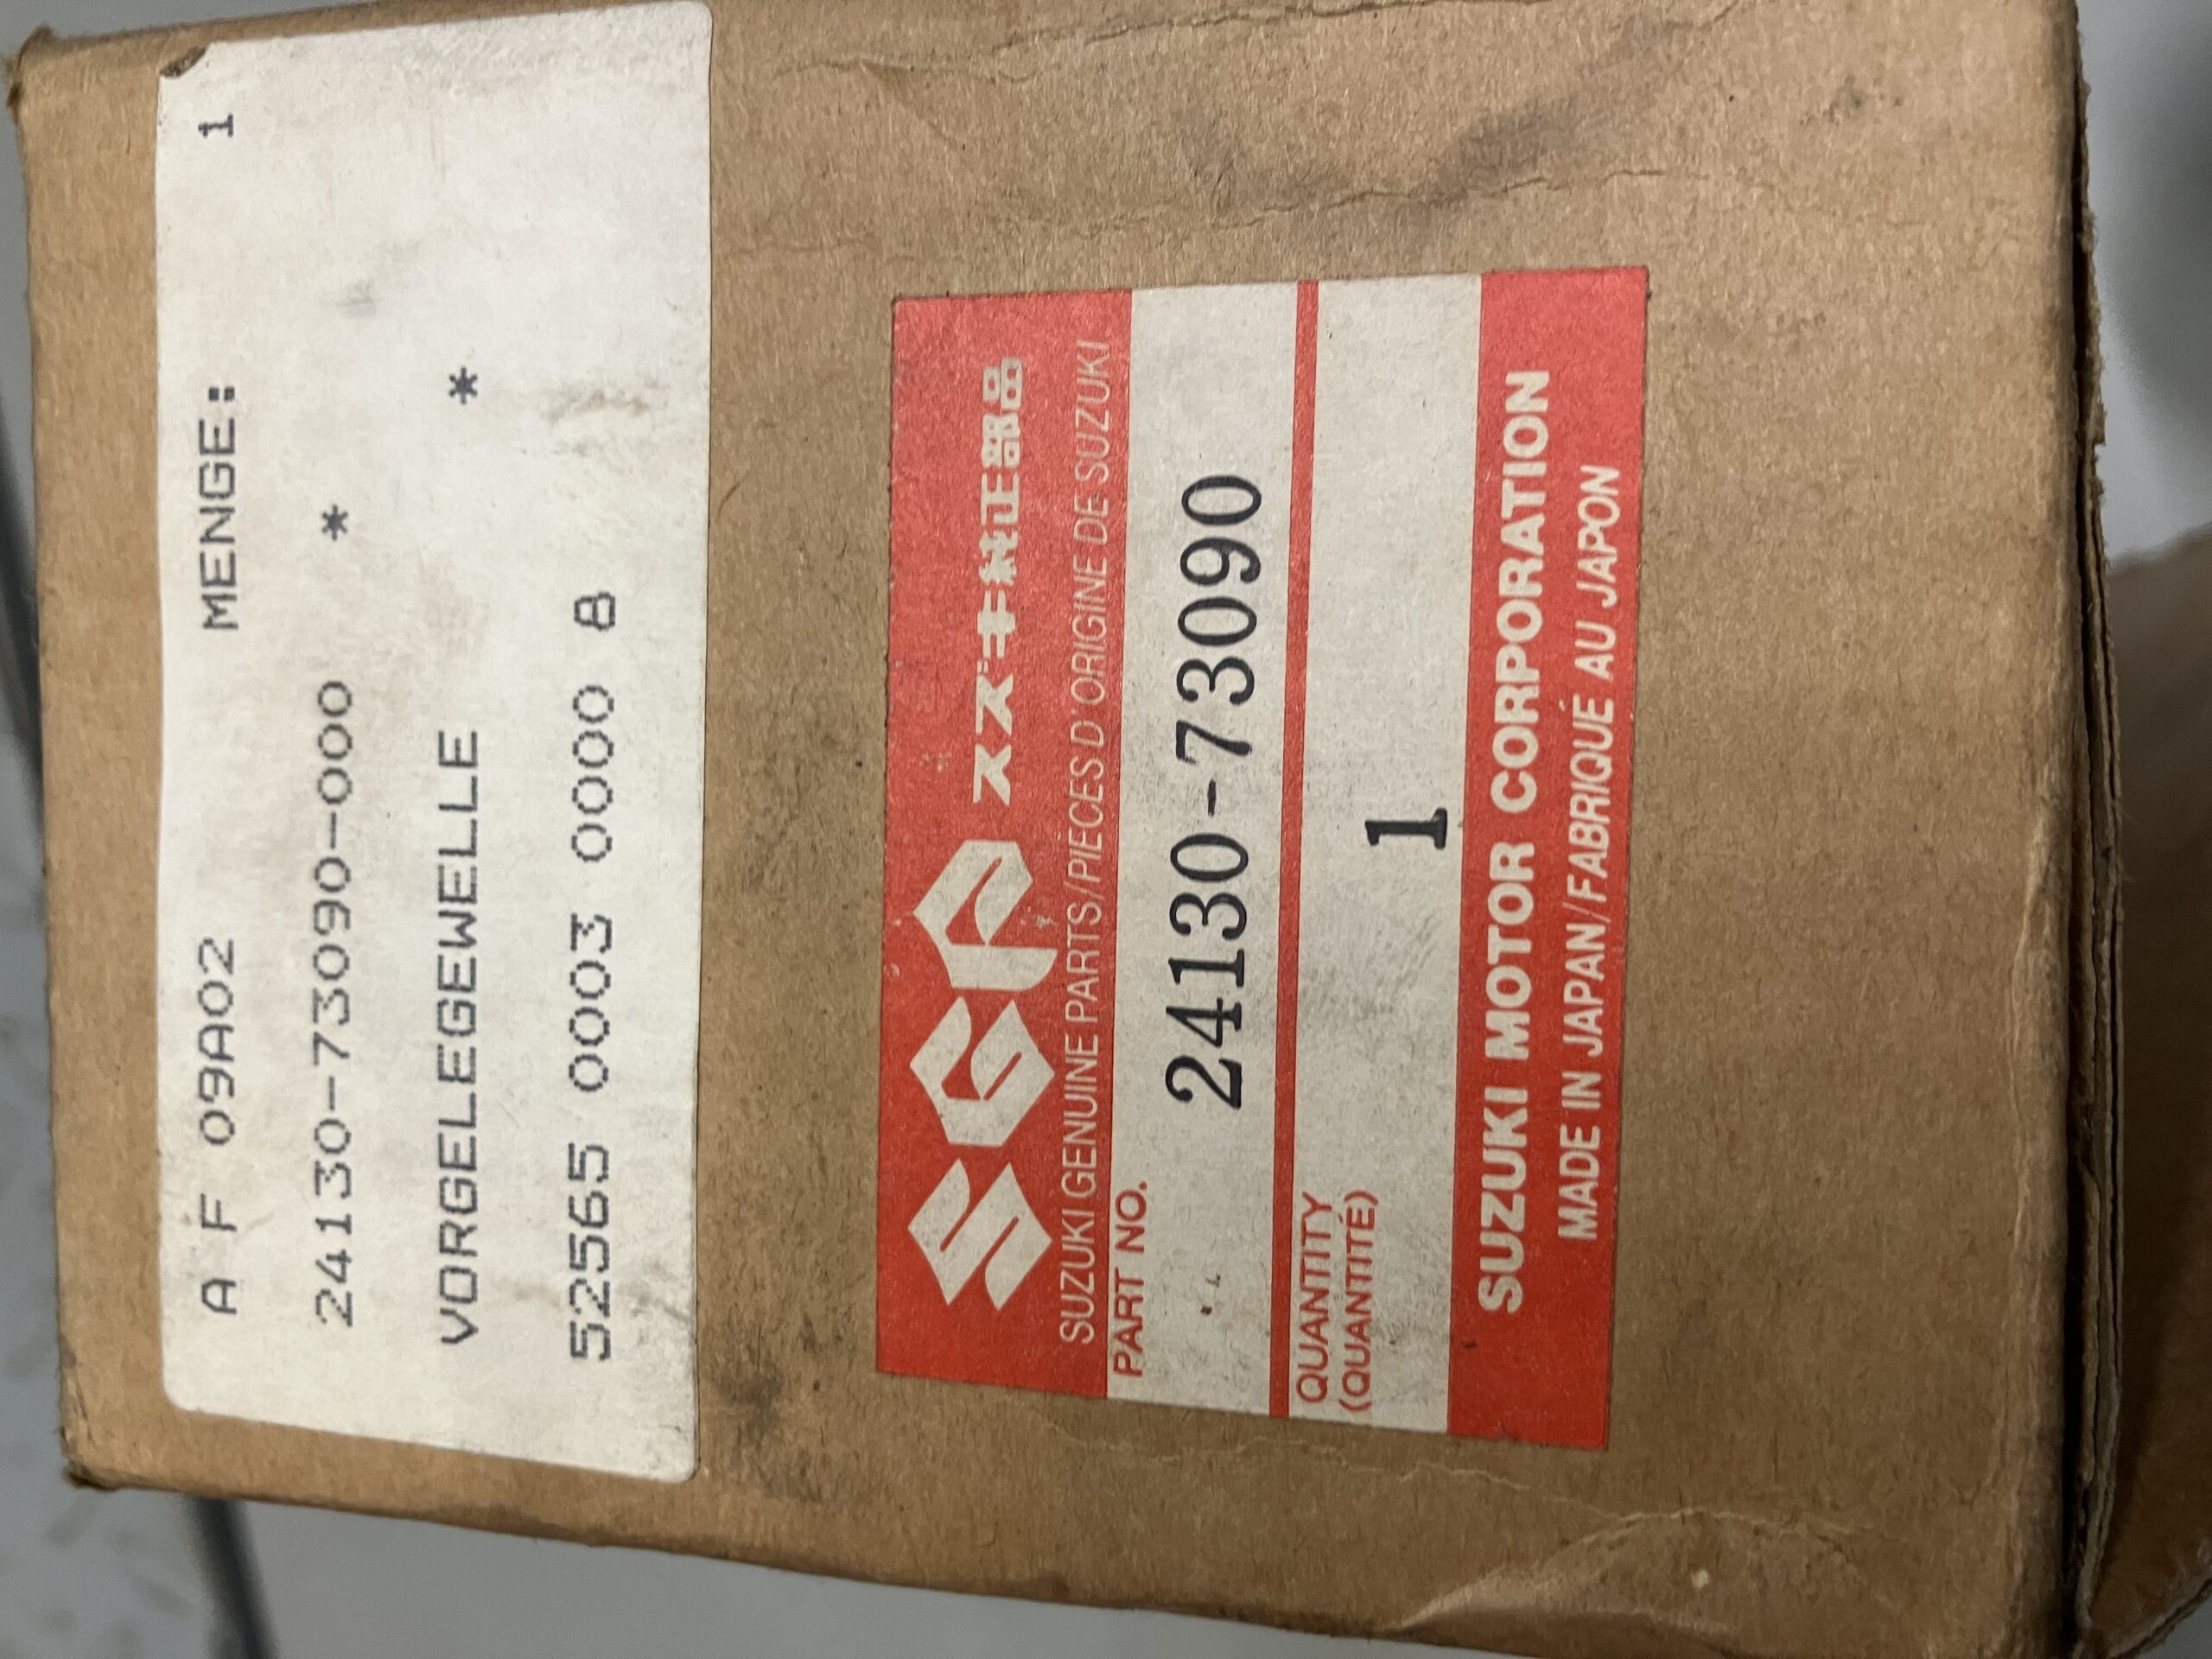 A F 09A02 MENGE: 1
24130-73090-000 *
VORGELEGEWELLE *
52565 0003 0000 8
SGP スズキ純正部品
SUZUKI GENUINE PARTS/PIECES D'ORIGINE DE SUZUKI
PART NO.
24130-73090
QUANTITY
(QUANTITÉ)
1
SUZUKI MOTOR CORPORATION
MADE IN JAPAN/FABRIQUÉ AU JAPON